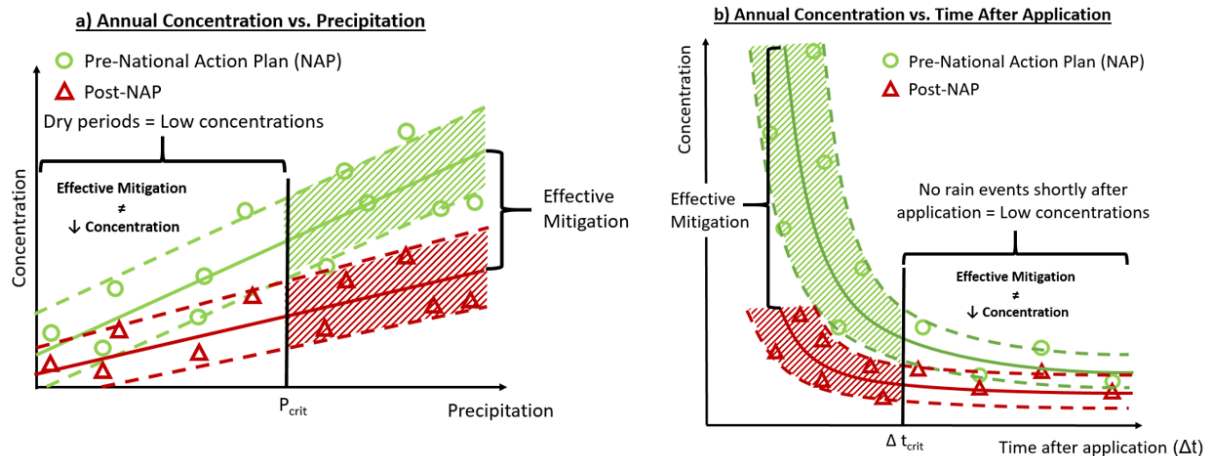 a) Annual Concentration vs. Precipitation
Pre-National Action Plan (NAP)
Post-NAP
Dry periods = Low concentrations
Effective Mitigation
≠
↓ Concentration
Effective
Mitigation
Concentration
P_crit
Precipitation
b) Annual Concentration vs. Time After Application
Pre-National Action Plan (NAP)
Post-NAP
Concentration
Effective
Mitigation
No rain events shortly after
application = Low concentrations
Effective Mitigation
≠
↓ Concentration
Δ t_crit
Time after application (Δt)